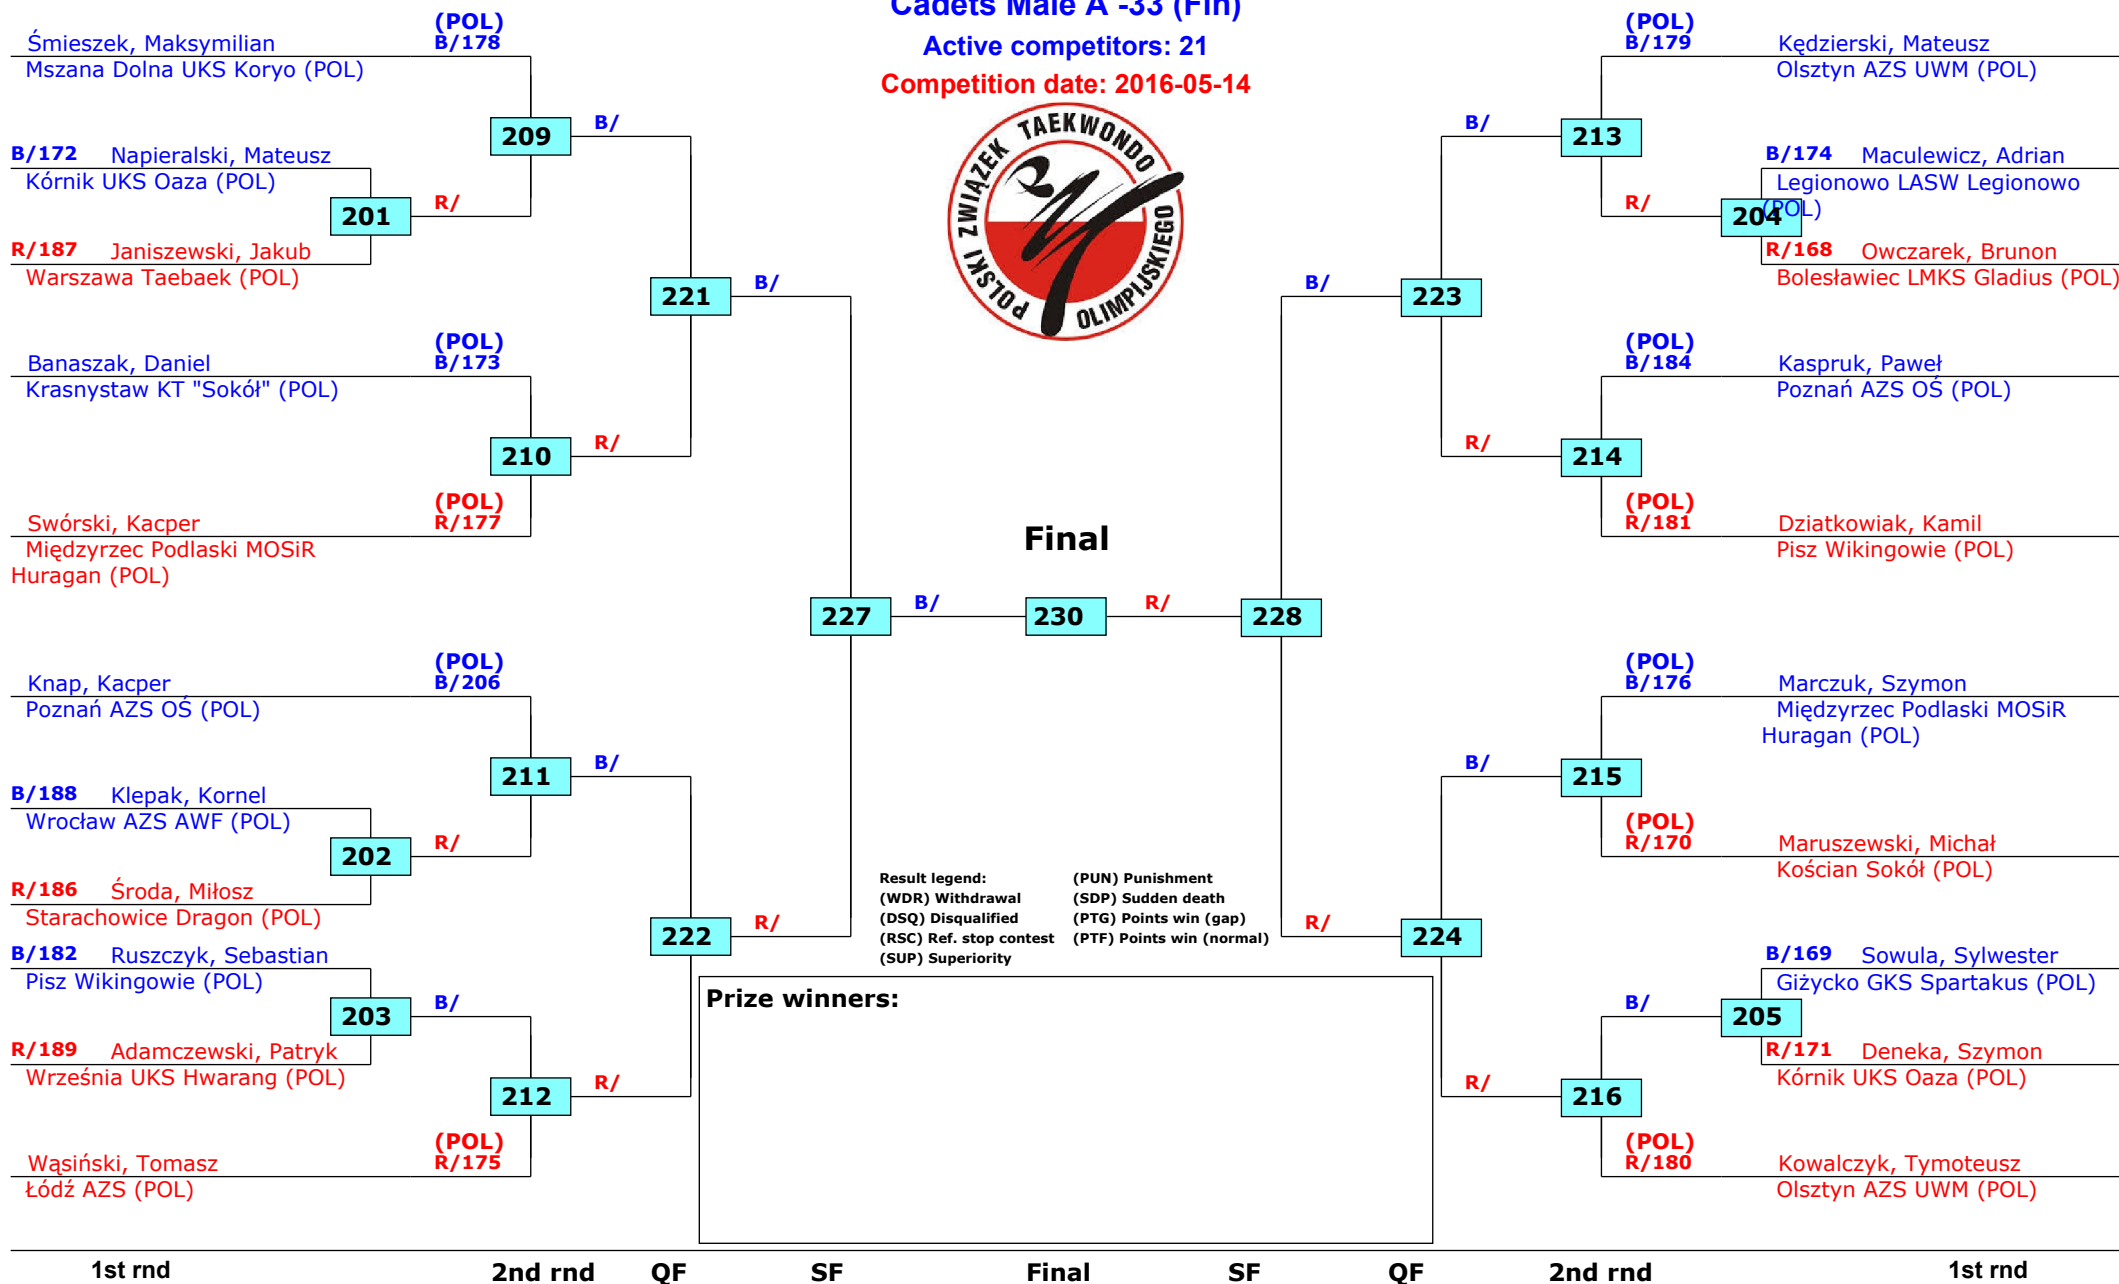 Cadets Male A -33 (Fin)
Active competitors: 21
Competition date: 2016-05-14
POLSKI ZWIĄZEK TAEKWONDO OLIMPIJSKIEGO
(POL)
B/178
Śmieszek, Maksymilian
Mszana Dolna UKS Koryo (POL)
209
B/
B/172 Napieralski, Mateusz
Kórnik UKS Oaza (POL)
201
R/
R/187 Janiszewski, Jakub
Warszawa Taebaek (POL)
221
B/
(POL)
B/173
Banaszak, Daniel
Krasnystaw KT "Sokół" (POL)
210
R/
(POL)
R/177
Swórski, Kacper
Międzyrzec Podlaski MOSiR
Huragan (POL)
227
B/
(POL)
B/206
Knap, Kacper
Poznań AZS OŚ (POL)
211
B/
B/188 Klepak, Kornel
Wrocław AZS AWF (POL)
202
R/
R/186 Środa, Miłosz
Starachowice Dragon (POL)
222
R/
B/182 Ruszczyk, Sebastian
Pisz Wikingowie (POL)
203
B/
R/189 Adamczewski, Patryk
Września UKS Hwarang (POL)
212
R/
(POL)
R/175
Wąsiński, Tomasz
Łódź AZS (POL)
Final
230
R/
228
(POL)
B/179
Kędzierski, Mateusz
Olsztyn AZS UWM (POL)
B/
213
B/174 Maculewicz, Adrian
Legionowo LASW Legionowo
(POL)
R/
204
R/168 Owczarek, Brunon
Bolesławiec LMKS Gladius (POL)
B/
223
(POL)
B/184
Kaspruk, Paweł
Poznań AZS OŚ (POL)
R/
214
(POL)
R/181
Dziatkowiak, Kamil
Pisz Wikingowie (POL)
(POL)
B/176
Marczuk, Szymon
Międzyrzec Podlaski MOSiR
Huragan (POL)
B/
215
(POL)
R/170
Maruszewski, Michał
Kościan Sokół (POL)
R/
224
B/169 Sowula, Sylwester
Giżycko GKS Spartakus (POL)
B/
205
R/171 Deneka, Szymon
Kórnik UKS Oaza (POL)
R/
216
(POL)
R/180
Kowalczyk, Tymoteusz
Olsztyn AZS UWM (POL)
Result legend: (PUN) Punishment
(WDR) Withdrawal (SDP) Sudden death
(DSQ) Disqualified (PTG) Points win (gap)
(RSC) Ref. stop contest (PTF) Points win (normal)
(SUP) Superiority
Prize winners:
1st rnd 2nd rnd QF SF Final SF QF 2nd rnd 1st rnd